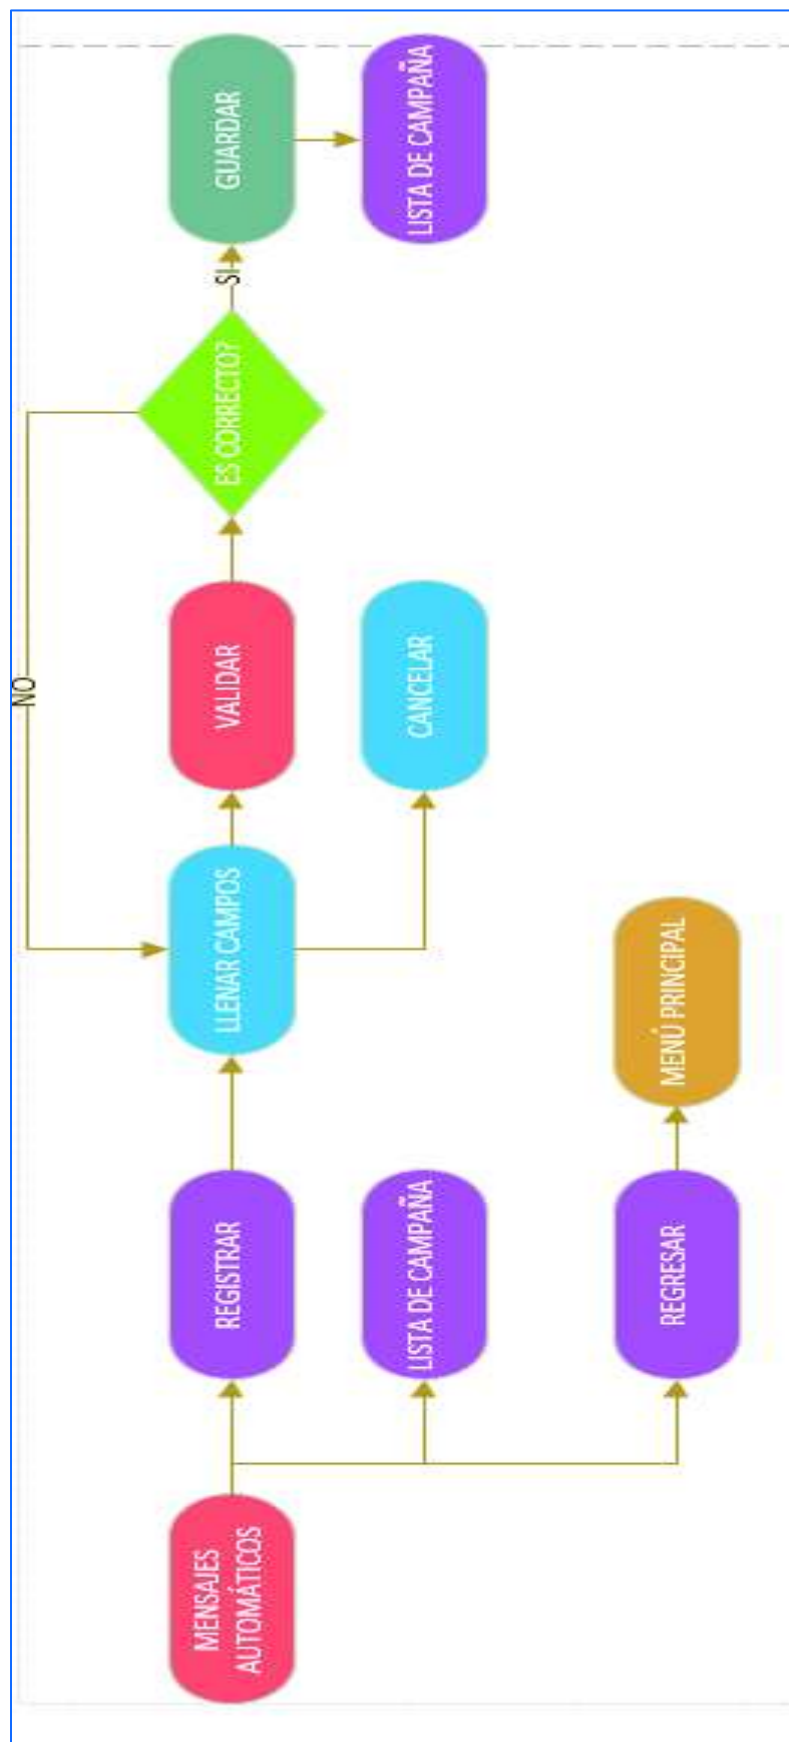 MENSAJES
AUTOMÁTICOS
REGISTRAR
LLENAR CAMPOS
VALIDAR
ES CORRECTO?
SI
GUARDAR
NO
LISTA DE CAMPAÑA
CANCELAR
LISTA DE CAMPAÑA
REGRESAR
MENÚ PRINCIPAL